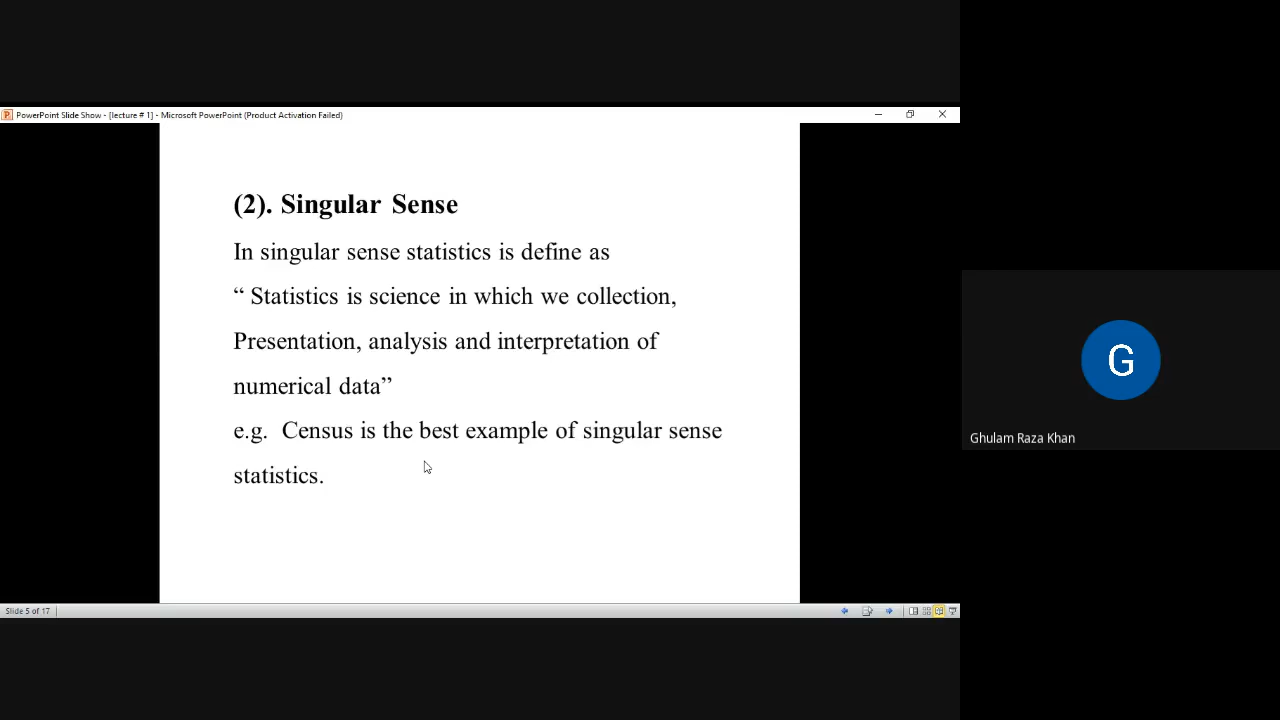 PowerPoint Slide Show - [lecture # 1] - Microsoft PowerPoint (Product Activation Failed)
(2). Singular Sense
In singular sense statistics is define as
“ Statistics is science in which we collection,
Presentation, analysis and interpretation of
numerical data”
e.g. Census is the best example of singular sense
statistics.
G
Ghulam Raza Khan
Slide 5 of 17